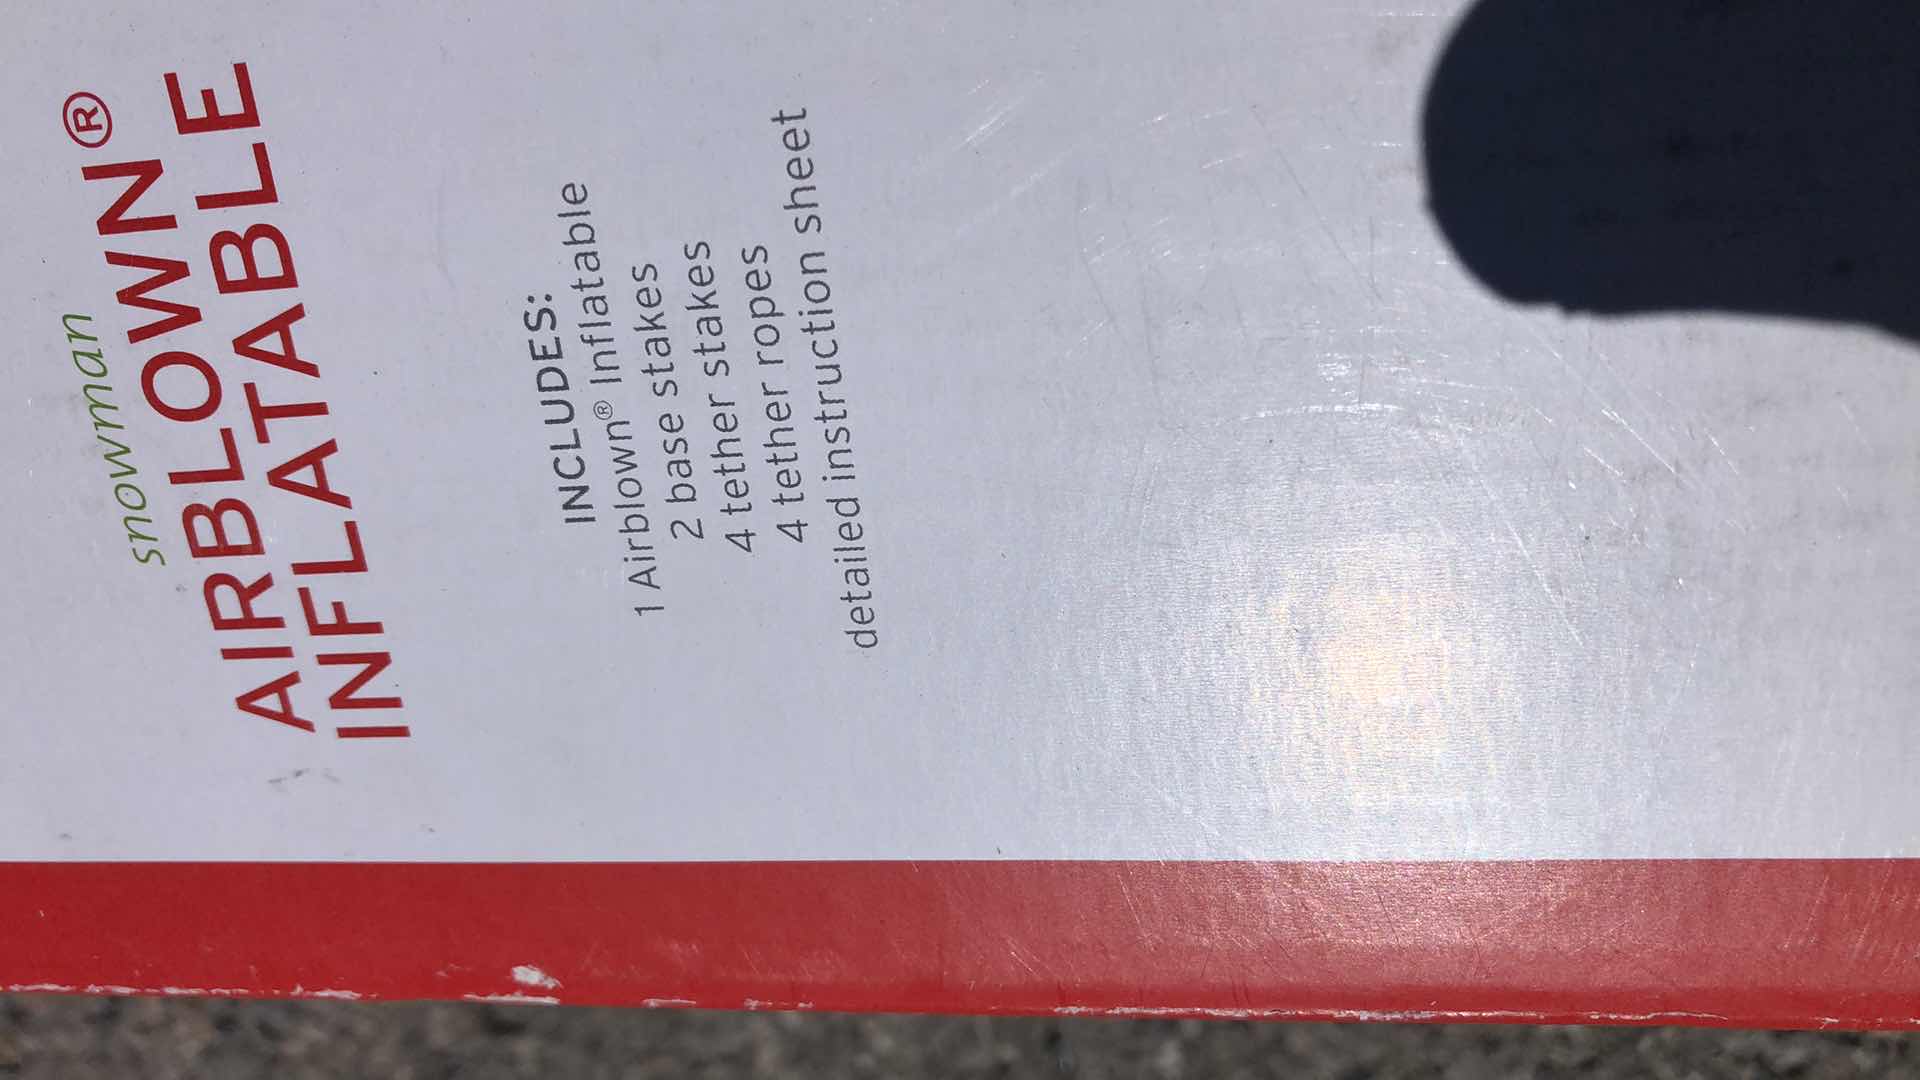 snowman
AIRBLOWN®
INFLATABLE
INCLUDES:
1 Airblown® Inflatable
2 base stakes
4 tether stakes
4 tether ropes
detailed instruction sheet